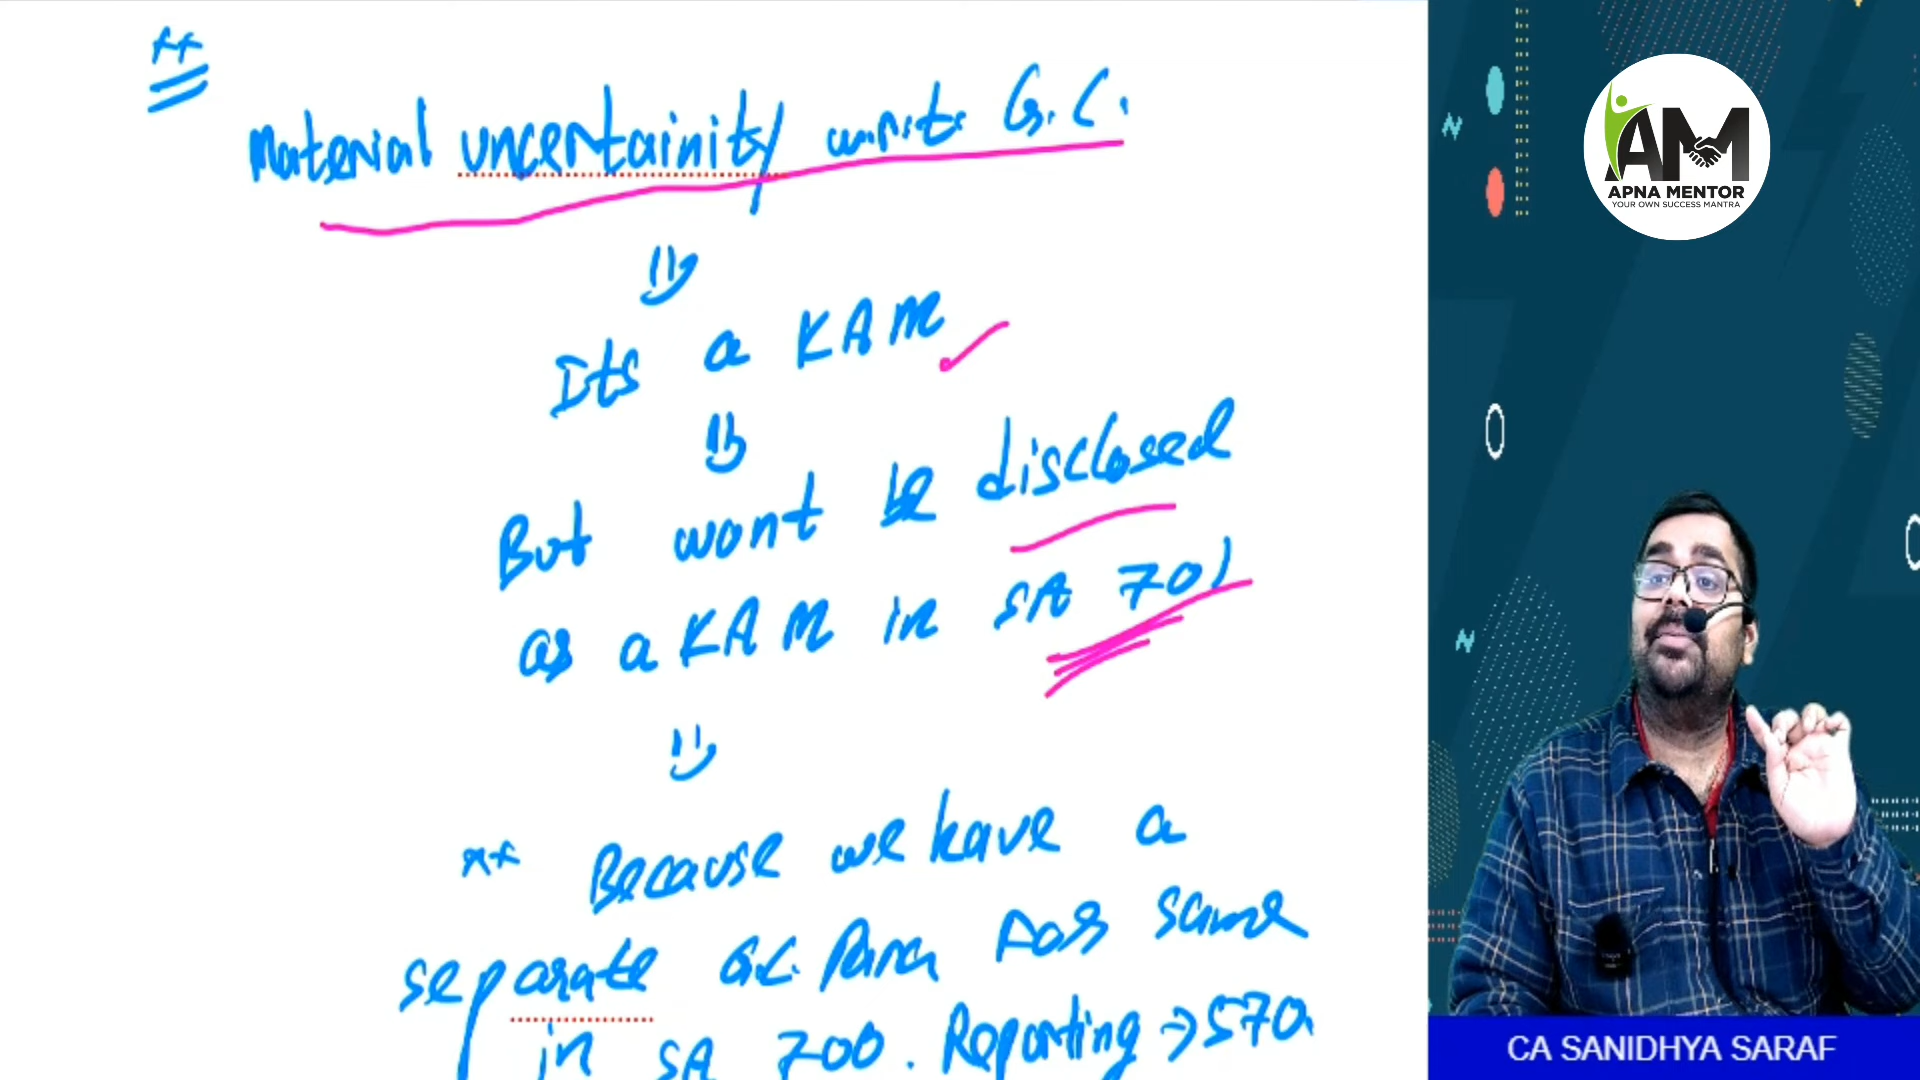 **
Material uncertainity w.r.t. G.C.
Its a KAM
But wont be disclosed
as a KAM in SA 701
** Because we have a
separate G.C. Para for same
in SA 700. Reporting → 570.
AM
APNA MENTOR
YOUR OWN SUCCESS MANTRA
CA SANIDHYA SARAF